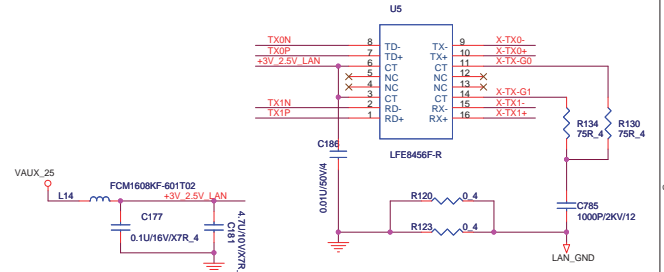 U5
TX0N 8 TD- TX- 9 X-TX0-
TX0P 7 TD+ TX+ 10 X-TX0+
+3V_2.5V_LAN 6 CT CT 11 X-TX-G0
5 NC NC 12
4 NC NC 13
3 CT CT 14 X-TX-G1
TX1N 2 RD- RX- 15 X-TX1-
TX1P 1 RD+ RX+ 16 X-TX1+
LFE8456F-R
R134
75R_4
R130
75R_4
C186
0.01U/50V/4
VAUX_25
L14
FCM1608KF-601T02
+3V_2.5V_LAN
C177
0.1U/16V/X7R_4
C181
4.7U/10V/X7R_
R120 0_4
R123 0_4
C785
1000P/2KV/12
LAN_GND